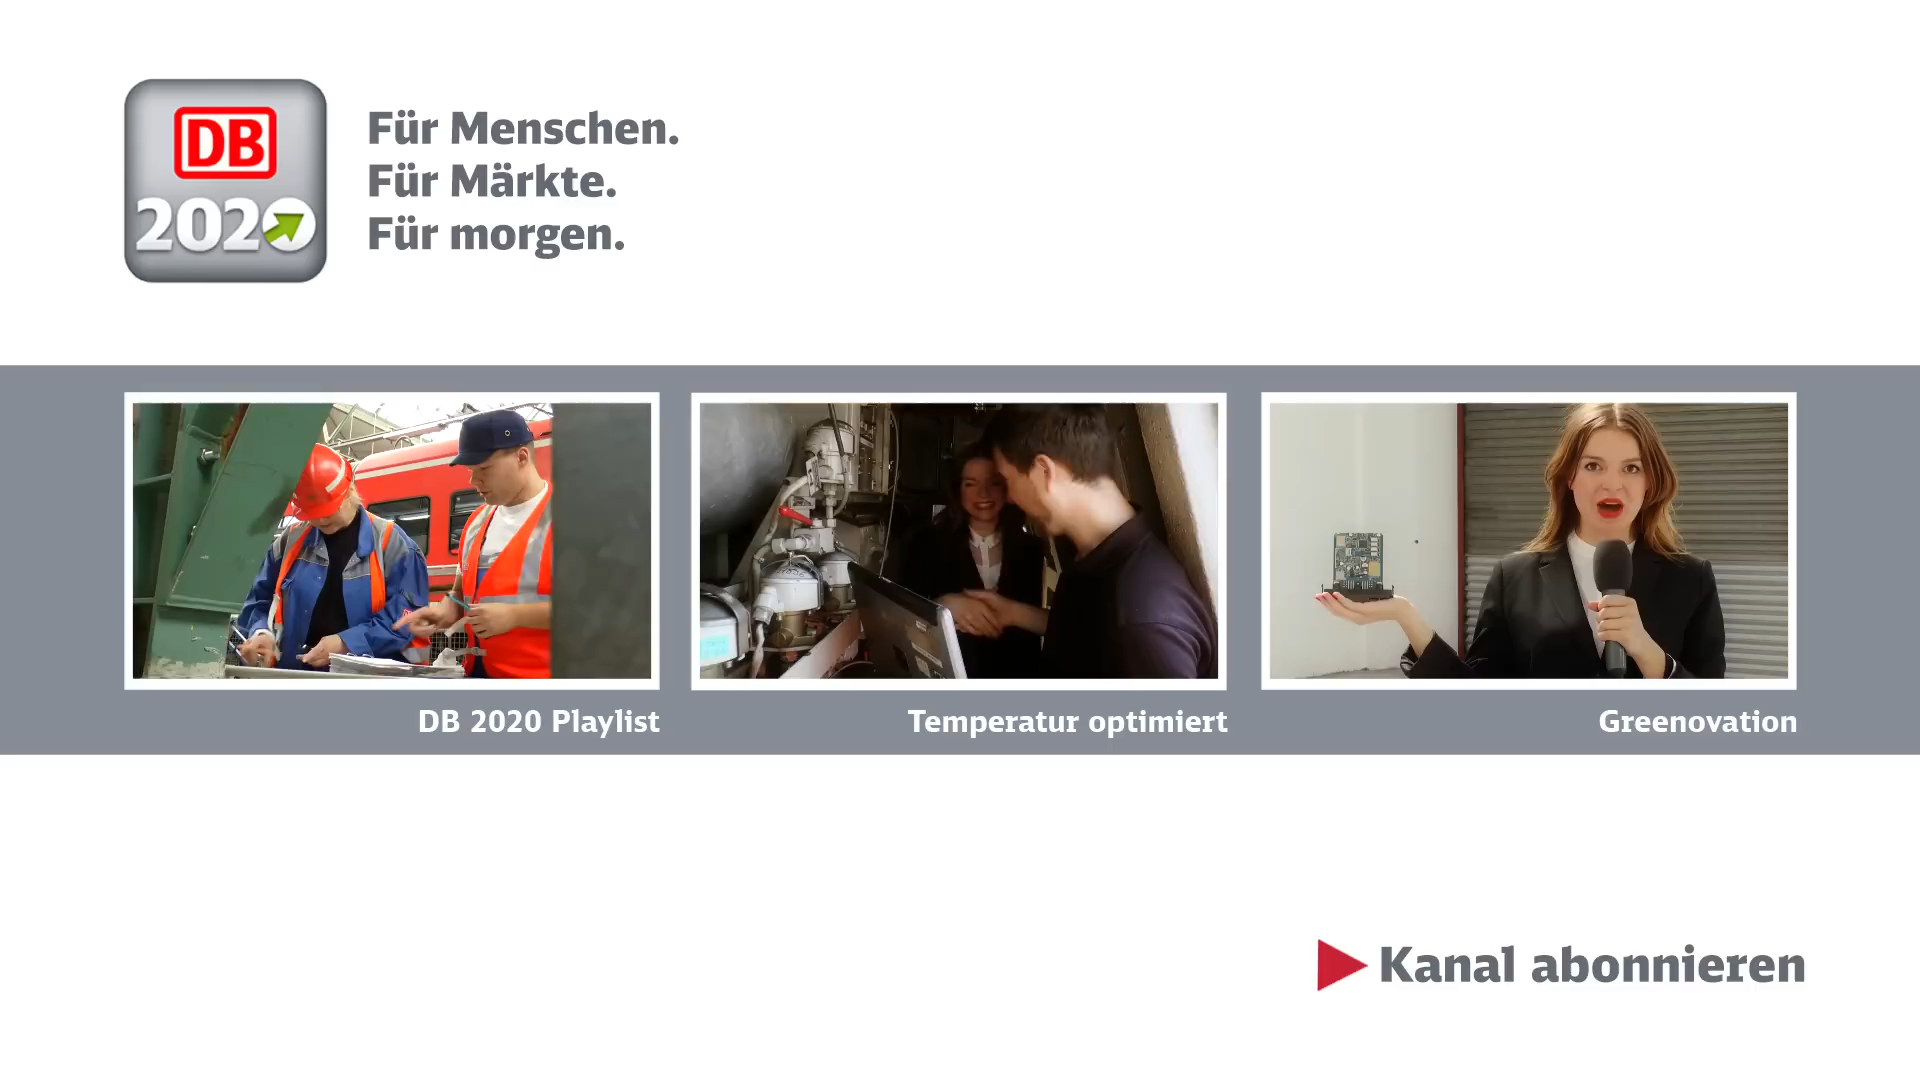 DB
2020
Für Menschen.
Für Märkte.
Für morgen.
DB 2020 Playlist
Temperatur optimiert
Greenovation
Kanal abonnieren